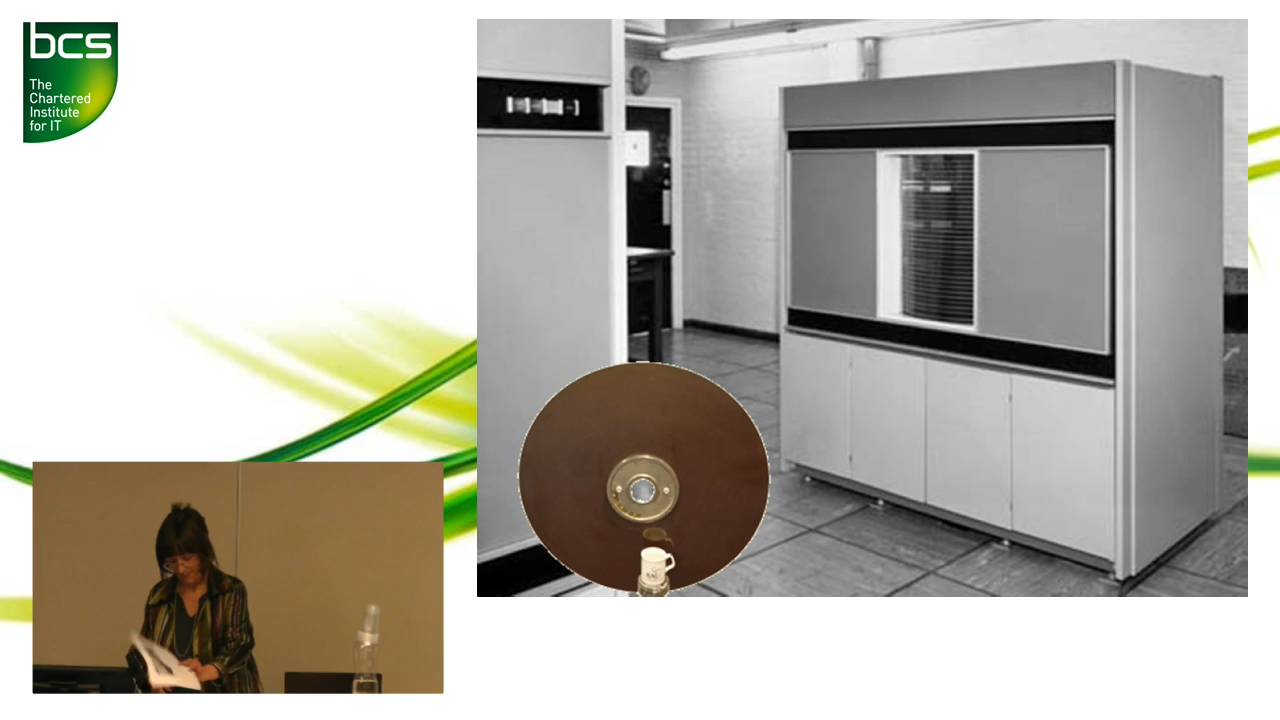 bcs
The
Chartered
Institute
for IT